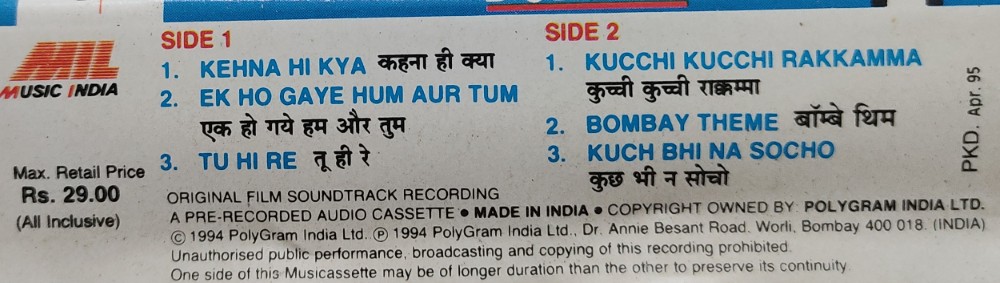 MIL
MUSIC INDIA
Max. Retail Price
Rs. 29.00
(All Inclusive)
SIDE 1
1. KEHNA HI KYA कहना ही क्या
2. EK HO GAYE HUM AUR TUM
एक हो गये हम और तुम
3. TU HI RE तू ही रे
SIDE 2
1. KUCCHI KUCCHI RAKKAMMA
कुच्ची कुच्ची राक्कम्मा
2. BOMBAY THEME बॉम्बे थिम
3. KUCH BHI NA SOCHO
कुछ भी न सोचो
PKD. Apr. 95
ORIGINAL FILM SOUNDTRACK RECORDING
A PRE-RECORDED AUDIO CASSETTE • MADE IN INDIA • COPYRIGHT OWNED BY POLYGRAM INDIA LTD.
© 1994 PolyGram India Ltd. ℗ 1994 PolyGram India Ltd., Dr. Annie Besant Road, Worli, Bombay 400 018. (INDIA)
Unauthorised public performance, broadcasting and copying of this recording prohibited.
One side of this Musicassette may be of longer duration than the other to preserve its continuity.